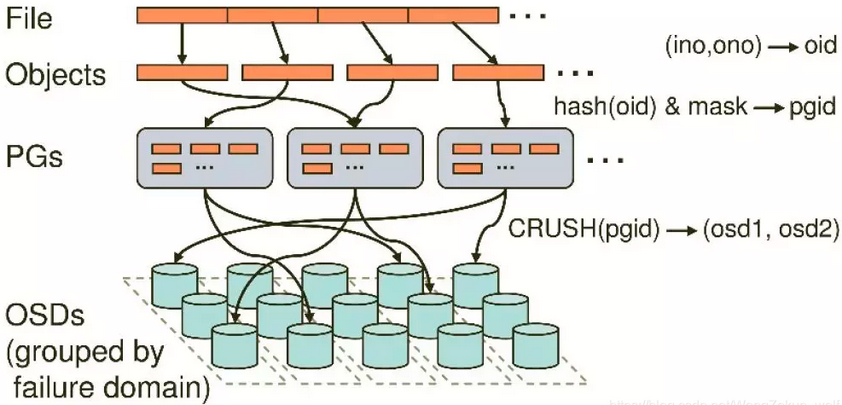 File
...
(ino,ono) → oid
Objects
...
hash(oid) & mask → pgid
PGs
...
...
...
...
CRUSH(pgid) → (osd1, osd2)
OSDs
(grouped by
failure domain)